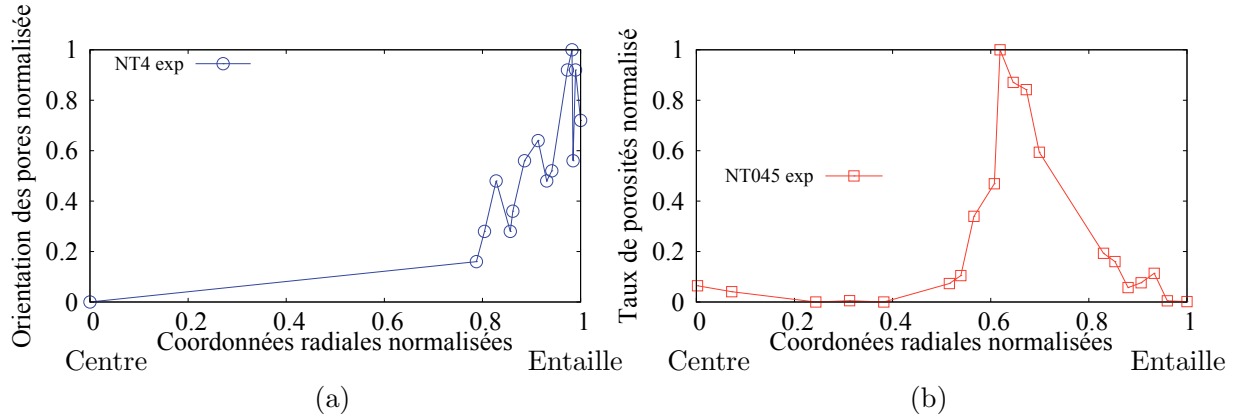 Orientation des pores normalisée
1
0.8
0.6
0.4
0.2
0
NT4 exp
0 0.2 0.4 0.6 0.8 1
Coordonnées radiales normalisées
Centre Entaille
(a)
Taux de porosités normalisé
1
0.8
0.6
0.4
0.2
0
NT045 exp
0 0.2 0.4 0.6 0.8 1
Coordonées radiales normalisées
Centre Entaille
(b)